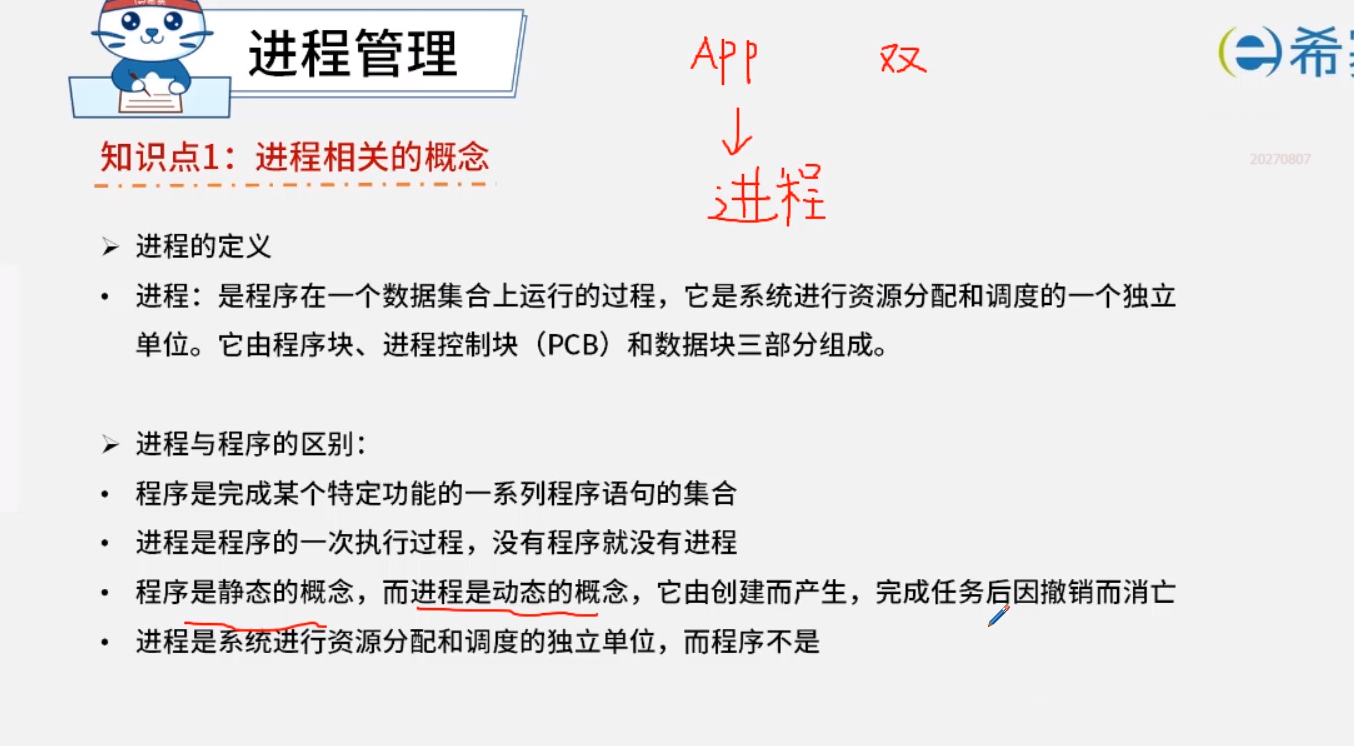 进程管理
App 双
↓
进程
希
20270807
知识点1：进程相关的概念
➢ 进程的定义
• 进程：是程序在一个数据集合上运行的过程，它是系统进行资源分配和调度的一个独立
单位。它由程序块、进程控制块（PCB）和数据块三部分组成。
➢ 进程与程序的区别：
• 程序是完成某个特定功能的一系列程序语句的集合
• 进程是程序的一次执行过程，没有程序就没有进程
• 程序是静态的概念，而进程是动态的概念，它由创建而产生，完成任务后因撤销而消亡
• 进程是系统进行资源分配和调度的独立单位，而程序不是